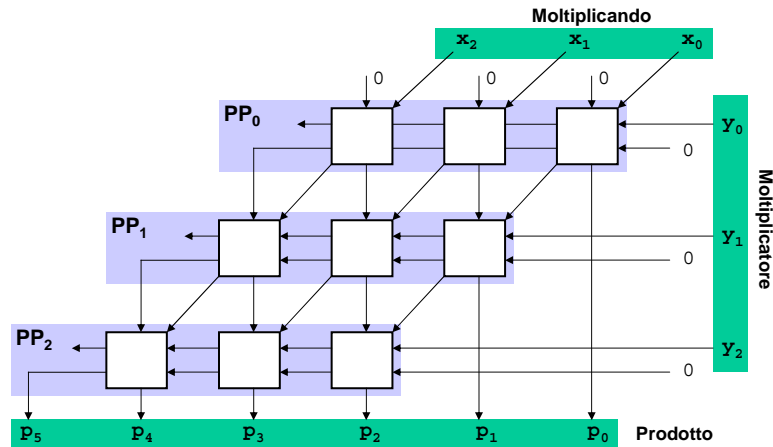 Moltiplicando
x2 x1 x0
0 0 0
PP0
Y0
0
PP1
Y1
0
Moltiplicatore
PP2
Y2
0
p5 p4 p3 p2 p1 p0 Prodotto